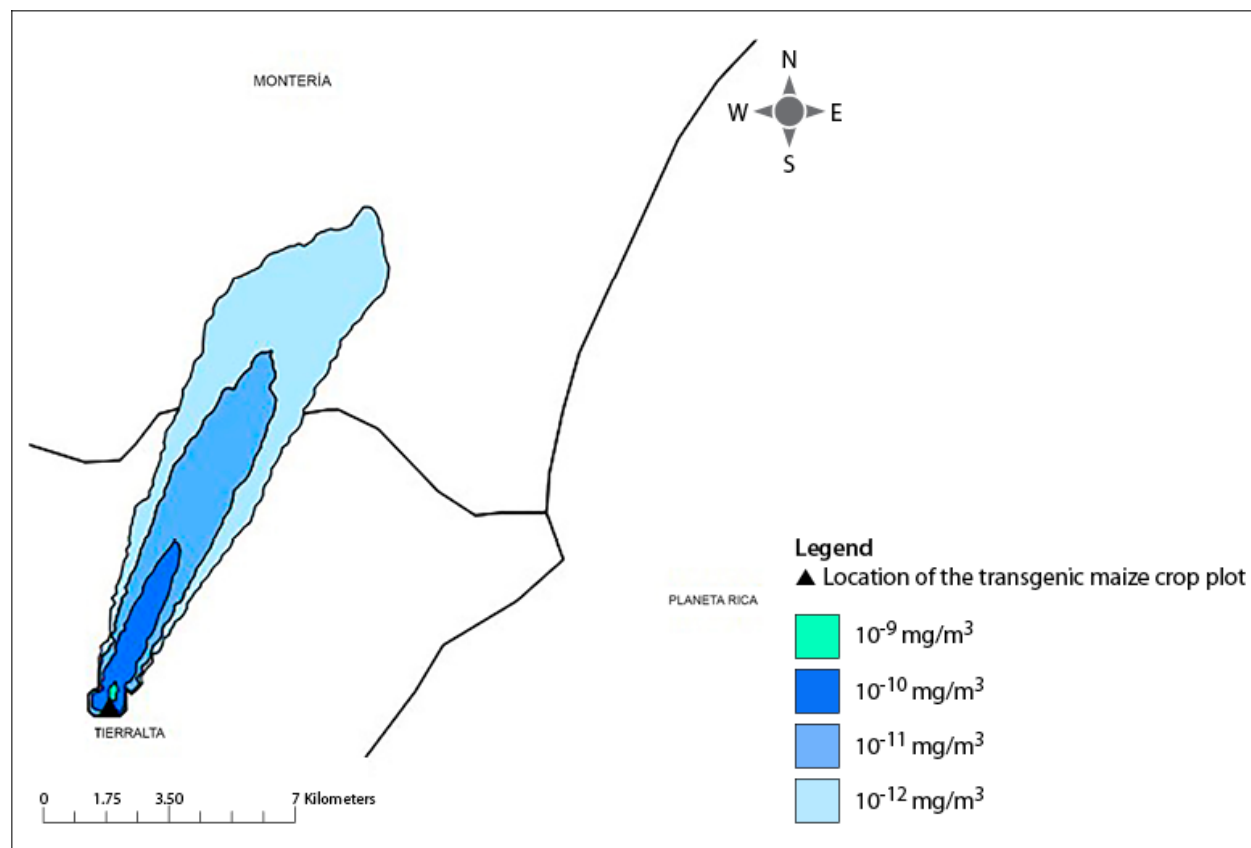 MONTERÍA
N
W E
S
PLANETA RICA
TIERRALTA
0 1.75 3.50 7 Kilometers
Legend
▲ Location of the transgenic maize crop plot
10⁻⁹ mg/m³
10⁻¹⁰ mg/m³
10⁻¹¹ mg/m³
10⁻¹² mg/m³